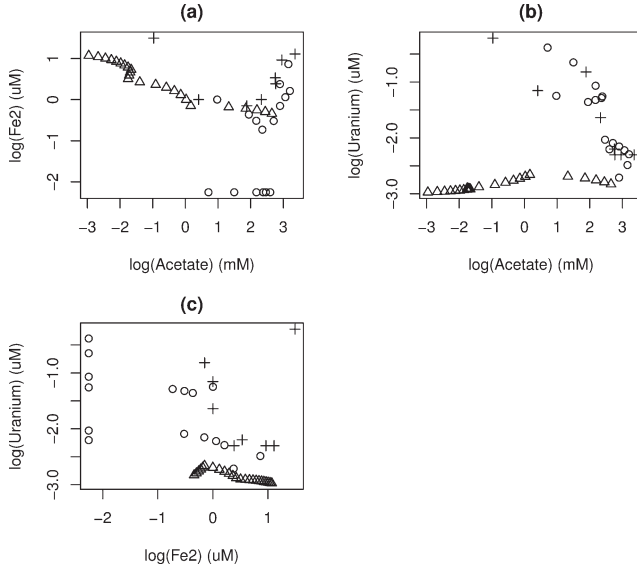 (a)
log(Fe2) (uM)
1
0
−1
−2
−3 −2 −1 0 1 2 3
log(Acetate) (mM)
(b)
log(Uranium) (uM)
−1.0
−2.0
−3.0
−3 −2 −1 0 1 2 3
log(Acetate) (mM)
(c)
log(Uranium) (uM)
−1.0
−2.0
−3.0
−2 −1 0 1
log(Fe2) (uM)